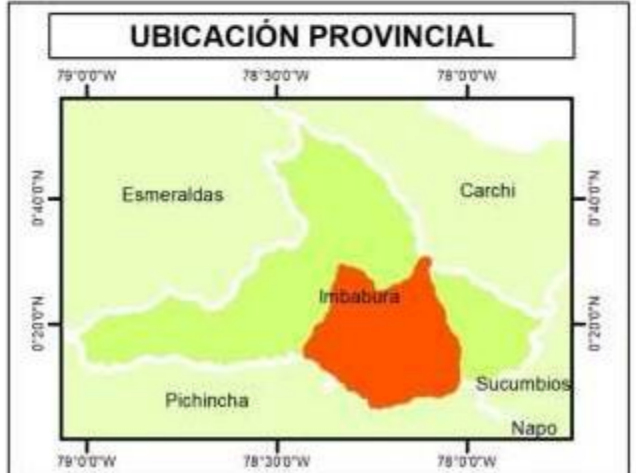 UBICACIÓN PROVINCIAL
79°0'0"W 78°30'0"W 78°0'0"W
0°40'0"N
Esmeraldas
Carchi
0°40'0"N
Imbabura
0°20'0"N
0°20'0"N
Sucumbios
Pichincha
Napo
79°0'0"W 78°30'0"W 78°0'0"W